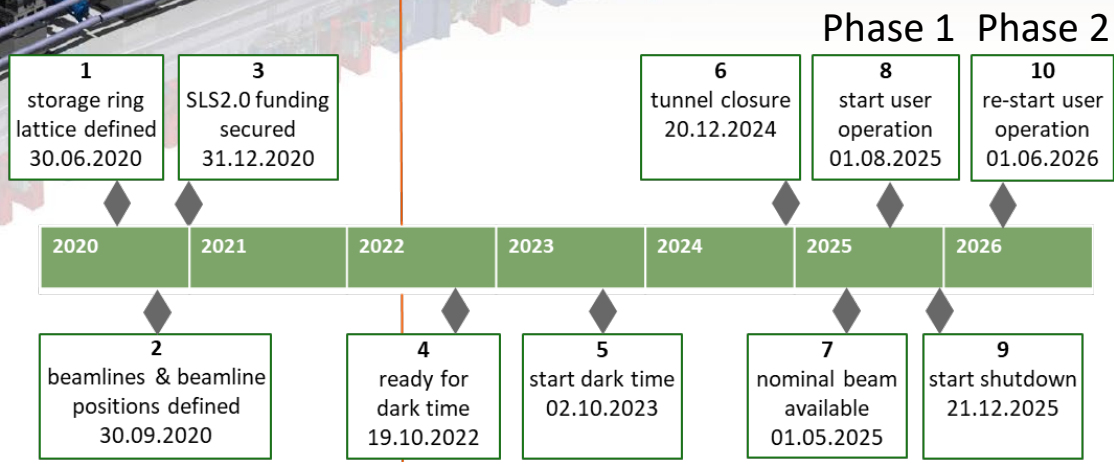 Phase 1 Phase 2
1
storage ring
lattice defined
30.06.2020
3
SLS2.0 funding
secured
31.12.2020
6
tunnel closure
20.12.2024
8
start user
operation
01.08.2025
10
re-start user
operation
01.06.2026
2020 2021 2022 2023 2024 2025 2026
2
beamlines & beamline
positions defined
30.09.2020
4
ready for
dark time
19.10.2022
5
start dark time
02.10.2023
7
nominal beam
available
01.05.2025
9
start shutdown
21.12.2025